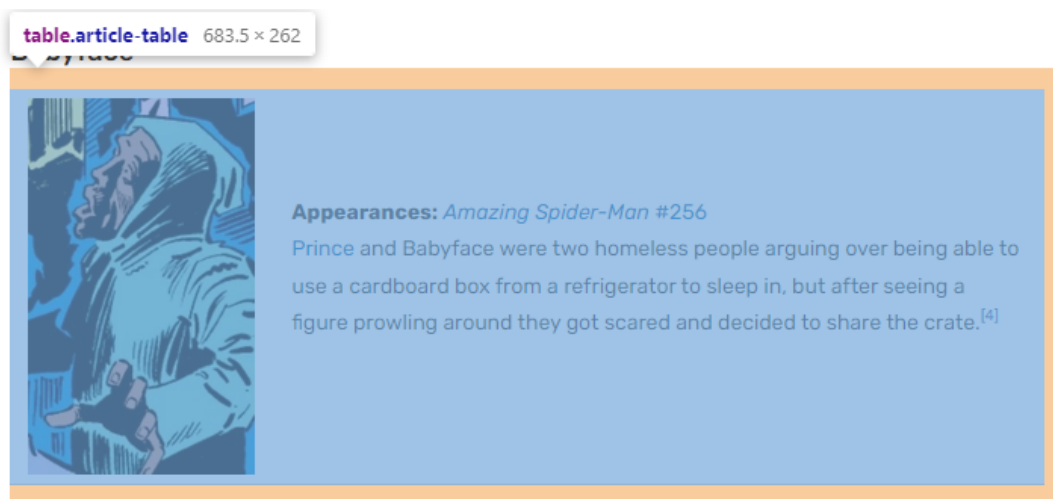 table.article-table 683.5 × 262
Babyface
Appearances: Amazing Spider-Man #256
Prince and Babyface were two homeless people arguing over being able to
use a cardboard box from a refrigerator to sleep in, but after seeing a
figure prowling around they got scared and decided to share the crate.[4]